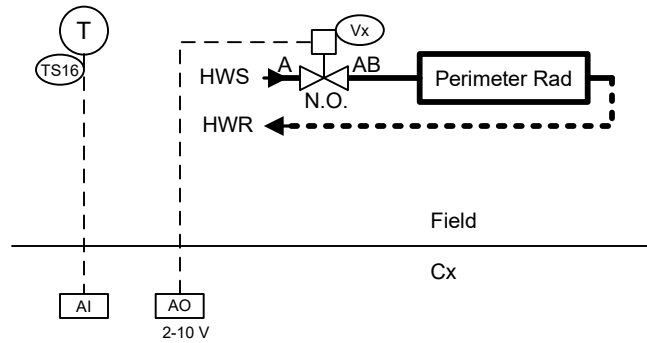 T
TS16
Vx
HWS
A
AB
N.O.
Perimeter Rad
HWR
Field
Cx
AI
AO
2-10 V